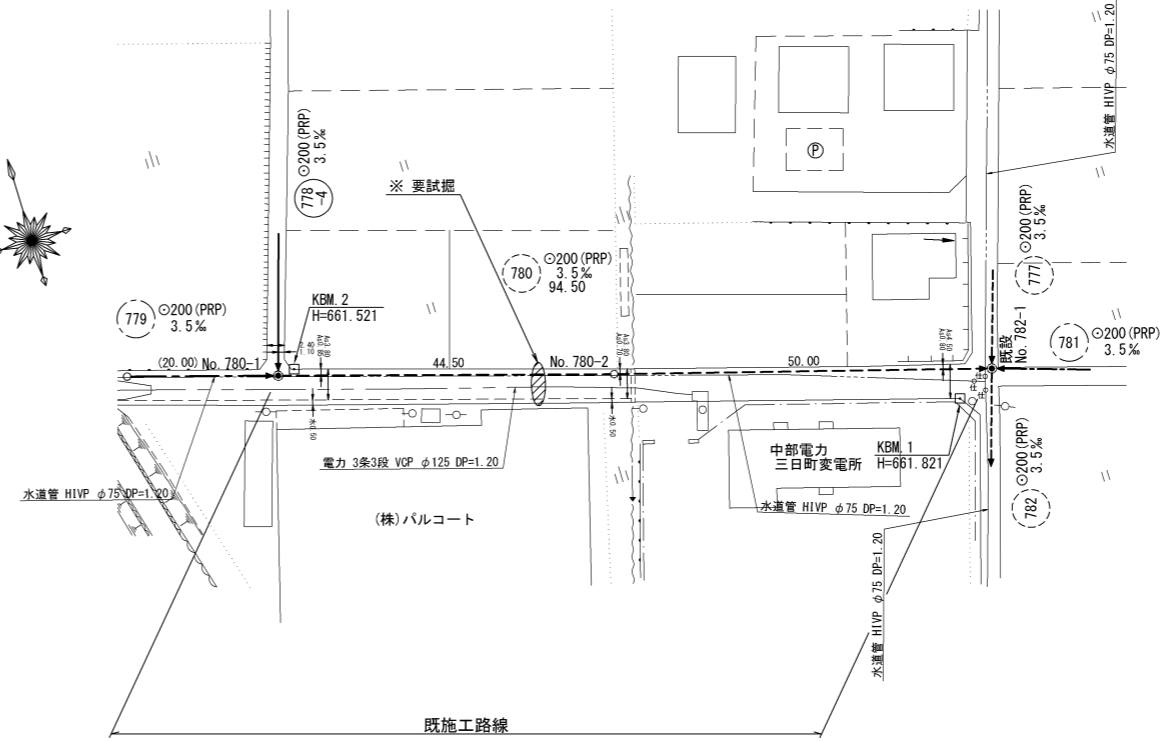 水道管 HIVP φ75 DP=1.20
⊙200(PRP)
3.5‰
778
-4
※ 要試掘
P
780
⊙200(PRP)
3.5‰
94.50
⊙200(PRP)
3.5‰
777
779
⊙200(PRP)
3.5‰
KBM.2
H=661.521
既設
No.782-1
781
⊙200(PRP)
3.5‰
(20.00)
No.780-1
44.50
No.780-2
50.00
水0.50
水0.50
電力 3条3段 VCP φ125 DP=1.20
中部電力
三日町変電所
KBM.1
H=661.821
水道管 HIVP φ75 DP=1.20
水道管 HIVP φ75 DP=1.20
(株)パルコート
⊙200(PRP)
3.5‰
782
水道管 HIVP φ75 DP=1.20
既施工路線